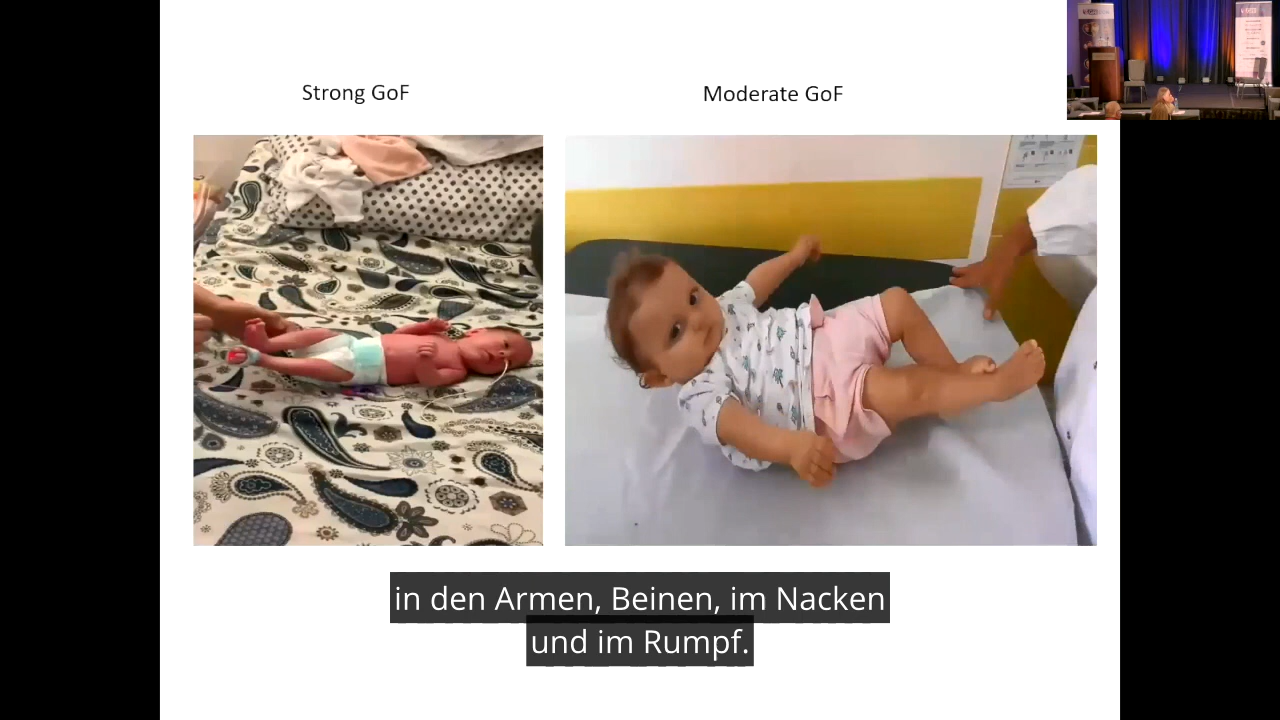 Strong GoF
Moderate GoF
in den Armen, Beinen, im Nacken
und im Rumpf.